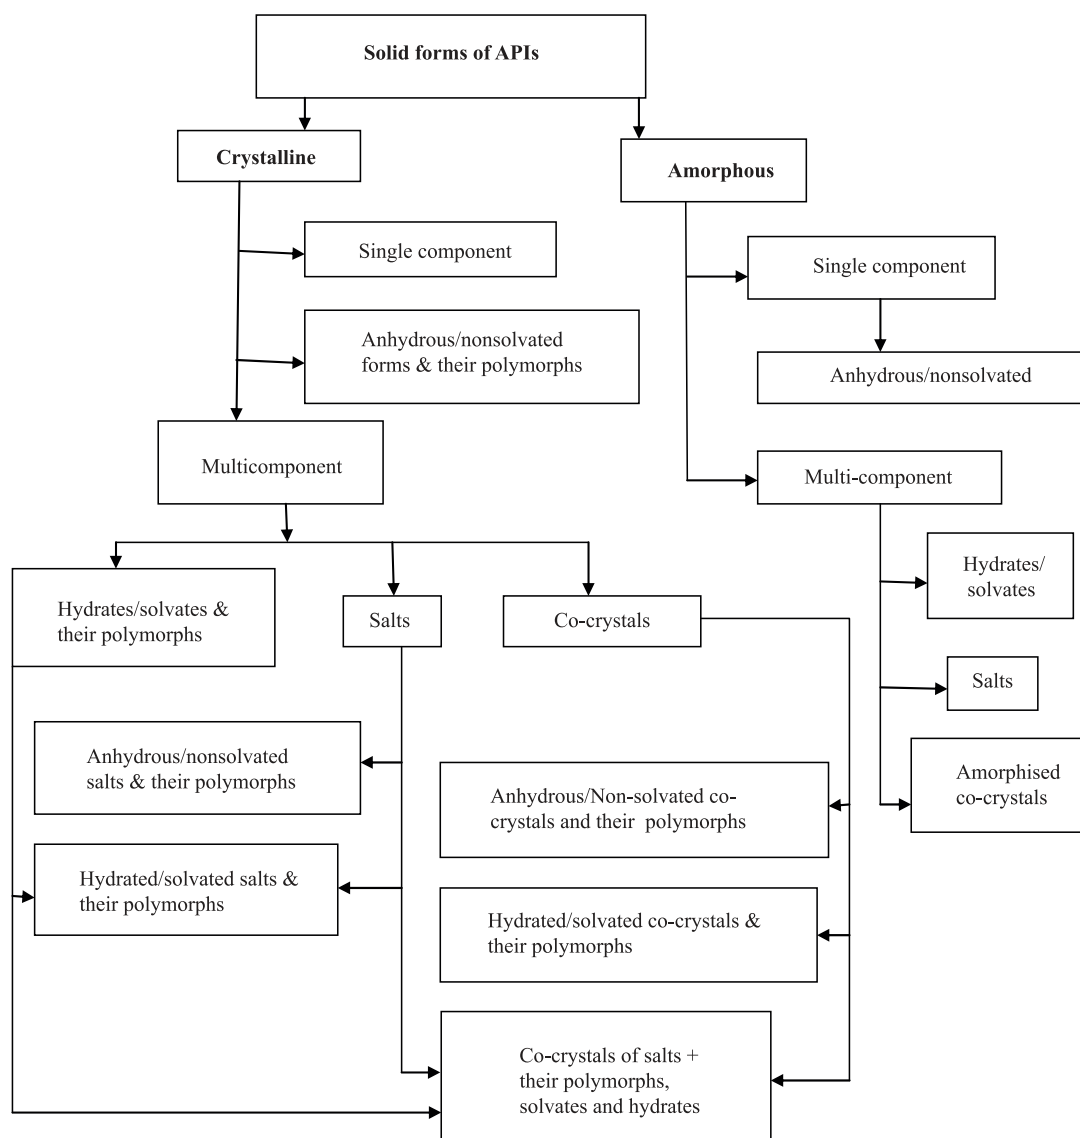 Solid forms of APIs
Crystalline
Amorphous
Single component
Single component
Anhydrous/nonsolvated
forms & their polymorphs
Anhydrous/nonsolvated
Multicomponent
Multi-component
Hydrates/
solvates
Hydrates/solvates &
their polymorphs
Salts
Co-crystals
Salts
Anhydrous/nonsolvated
salts & their polymorphs
Anhydrous/Non-solvated co-
crystals and their polymorphs
Amorphised
co-crystals
Hydrated/solvated salts &
their polymorphs
Hydrated/solvated co-crystals &
their polymorphs
Co-crystals of salts +
their polymorphs,
solvates and hydrates